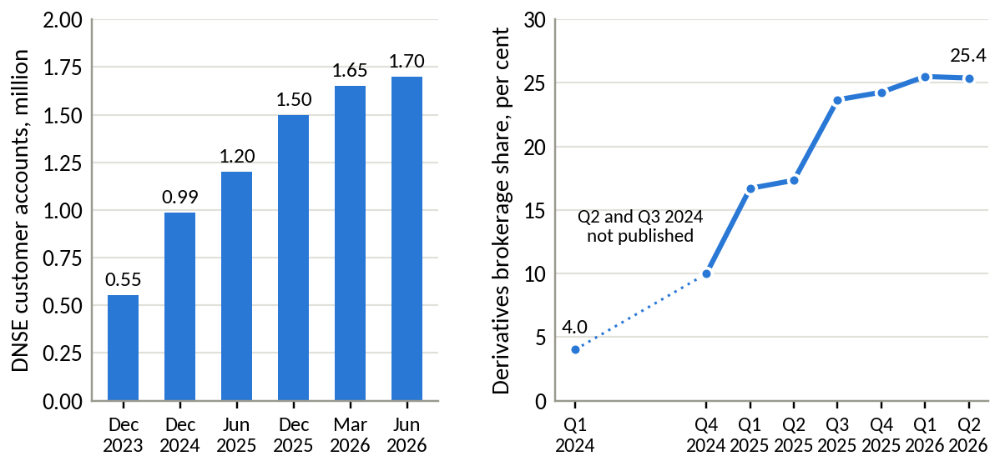 DNSE customer accounts, million
2.00
1.75
1.50
1.25
1.00
0.75
0.50
0.25
0.00
0.55
0.99
1.20
1.50
1.65
1.70
Dec
2023
Dec
2024
Jun
2025
Dec
2025
Mar
2026
Jun
2026
Derivatives brokerage share, per cent
30
25
20
15
10
5
0
4.0
Q2 and Q3 2024
not published
25.4
Q1
2024
Q4
2024
Q1
2025
Q2
2025
Q3
2025
Q4
2025
Q1
2026
Q2
2026